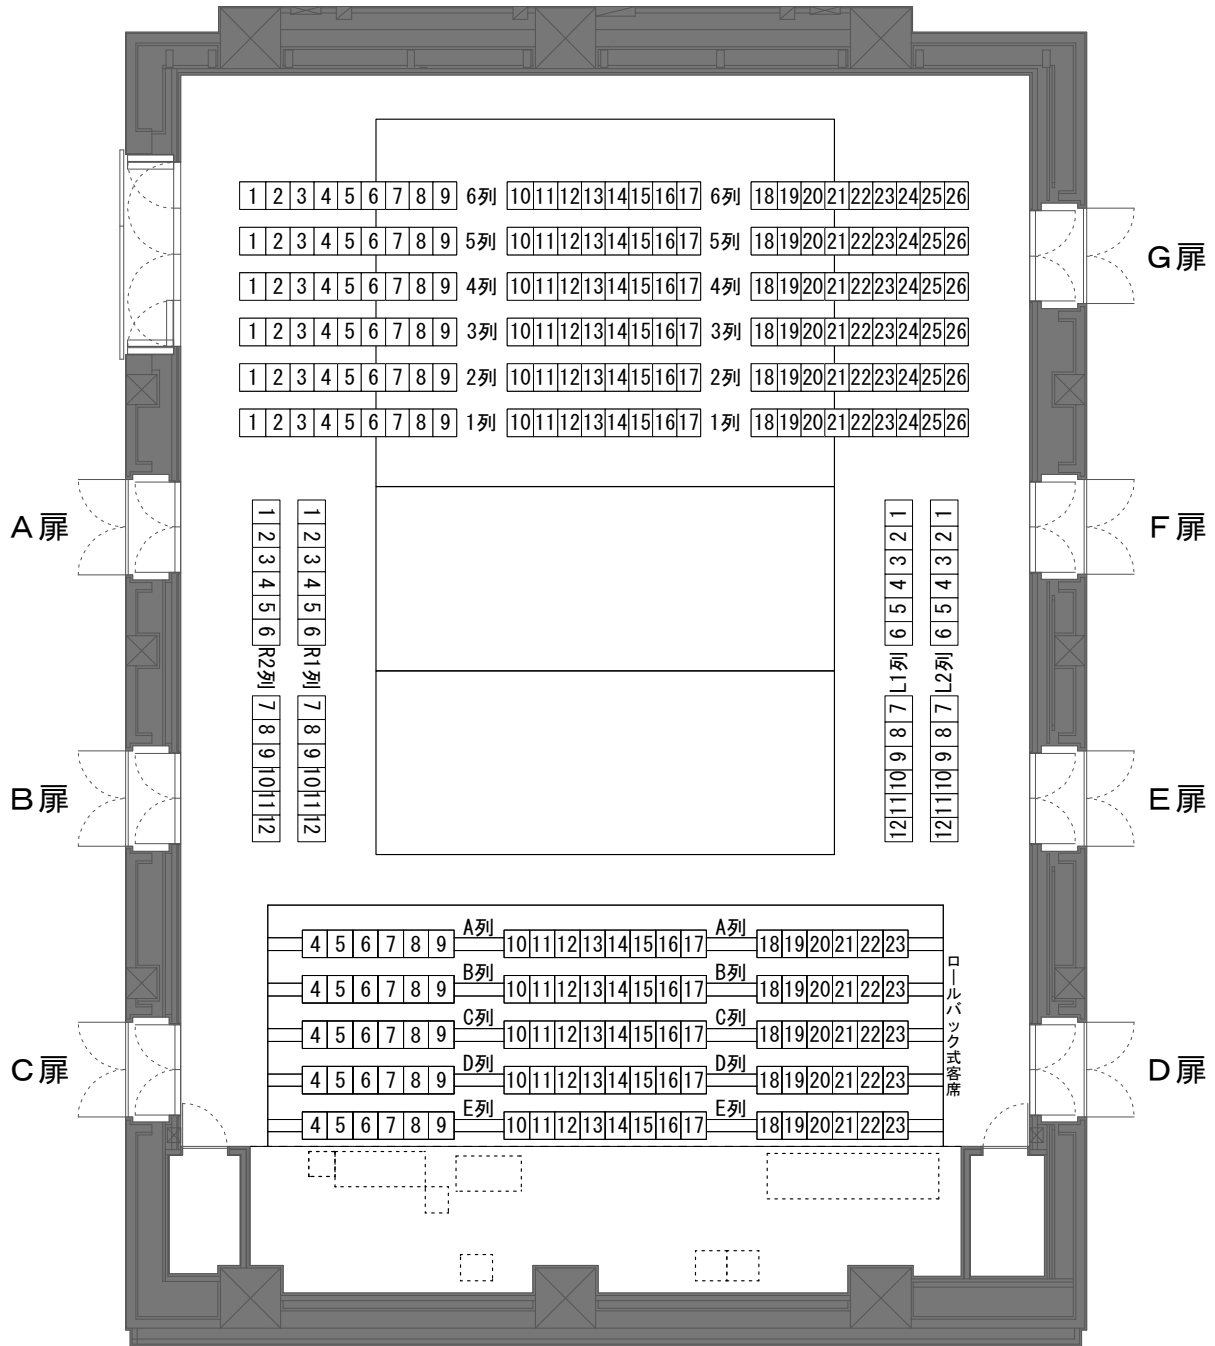 1 2 3 4 5 6 7 8 9 6列 10 11 12 13 14 15 16 17 6列 18 19 20 21 22 23 24 25 26
1 2 3 4 5 6 7 8 9 5列 10 11 12 13 14 15 16 17 5列 18 19 20 21 22 23 24 25 26
G扉
1 2 3 4 5 6 7 8 9 4列 10 11 12 13 14 15 16 17 4列 18 19 20 21 22 23 24 25 26
1 2 3 4 5 6 7 8 9 3列 10 11 12 13 14 15 16 17 3列 18 19 20 21 22 23 24 25 26
1 2 3 4 5 6 7 8 9 2列 10 11 12 13 14 15 16 17 2列 18 19 20 21 22 23 24 25 26
1 2 3 4 5 6 7 8 9 1列 10 11 12 13 14 15 16 17 1列 18 19 20 21 22 23 24 25 26
A扉
F扉
1 2 3 4 5 6 R2列 7 8 9 10 11 12
1 2 3 4 5 6 R1列 7 8 9 10 11 12
12 11 10 9 8 7 L1列 6 5 4 3 2 1
12 11 10 9 8 7 L2列 6 5 4 3 2 1
B扉
E扉
4 5 6 7 8 9 A列 10 11 12 13 14 15 16 17 A列 18 19 20 21 22 23
4 5 6 7 8 9 B列 10 11 12 13 14 15 16 17 B列 18 19 20 21 22 23
4 5 6 7 8 9 C列 10 11 12 13 14 15 16 17 C列 18 19 20 21 22 23
4 5 6 7 8 9 D列 10 11 12 13 14 15 16 17 D列 18 19 20 21 22 23
4 5 6 7 8 9 E列 10 11 12 13 14 15 16 17 E列 18 19 20 21 22 23
ロールバック式客席
C扉
D扉